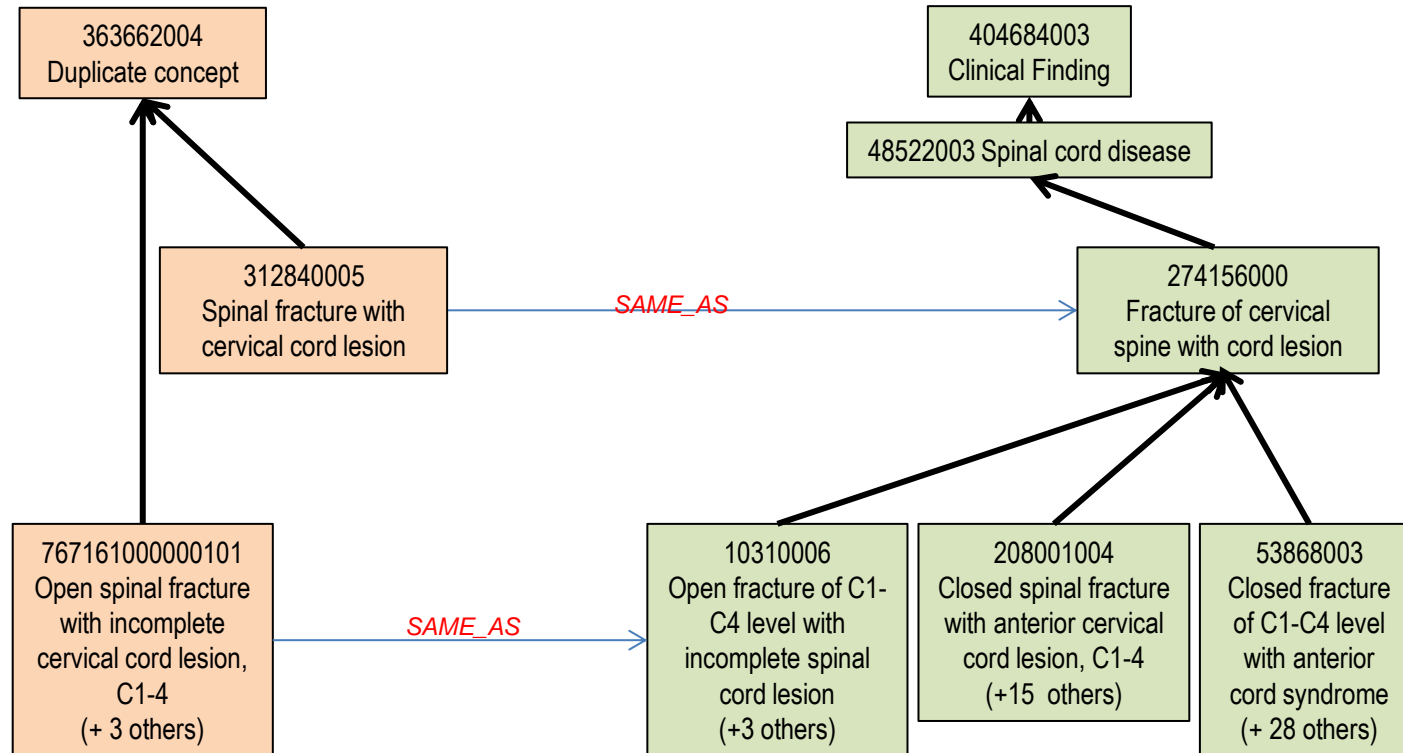 363662004
Duplicate concept
404684003
Clinical Finding
48522003 Spinal cord disease
312840005
Spinal fracture with
cervical cord lesion
SAME_AS
274156000
Fracture of cervical
spine with cord lesion
767161000000101
Open spinal fracture
with incomplete
cervical cord lesion,
C1-4
(+ 3 others)
SAME_AS
10310006
Open fracture of C1-
C4 level with
incomplete spinal
cord lesion
(+3 others)
208001004
Closed spinal fracture
with anterior cervical
cord lesion, C1-4
(+15 others)
53868003
Closed fracture
of C1-C4 level
with anterior
cord syndrome
(+ 28 others)